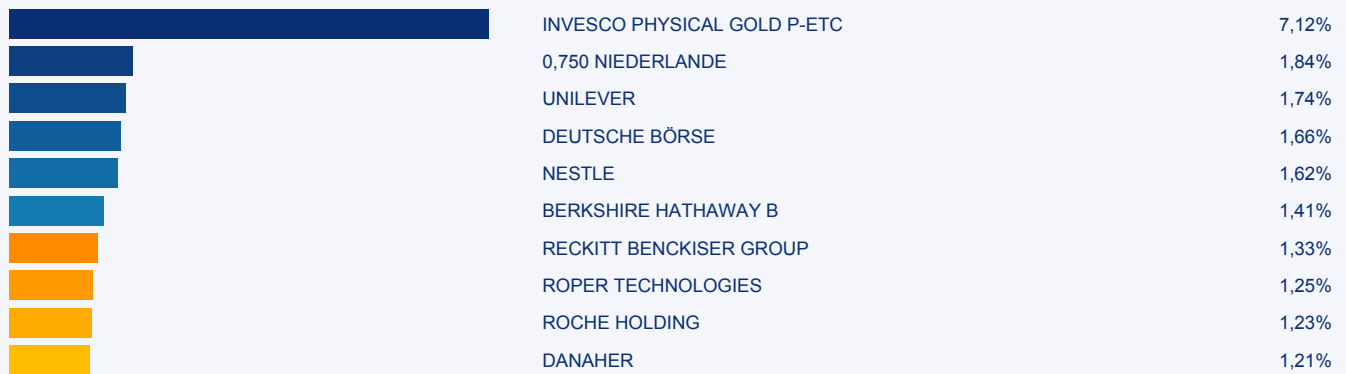 INVESCO PHYSICAL GOLD P-ETC 7,12%
0,750 NIEDERLANDE 1,84%
UNILEVER 1,74%
DEUTSCHE BÖRSE 1,66%
NESTLE 1,62%
BERKSHIRE HATHAWAY B 1,41%
RECKITT BENCKISER GROUP 1,33%
ROPER TECHNOLOGIES 1,25%
ROCHE HOLDING 1,23%
DANAHER 1,21%